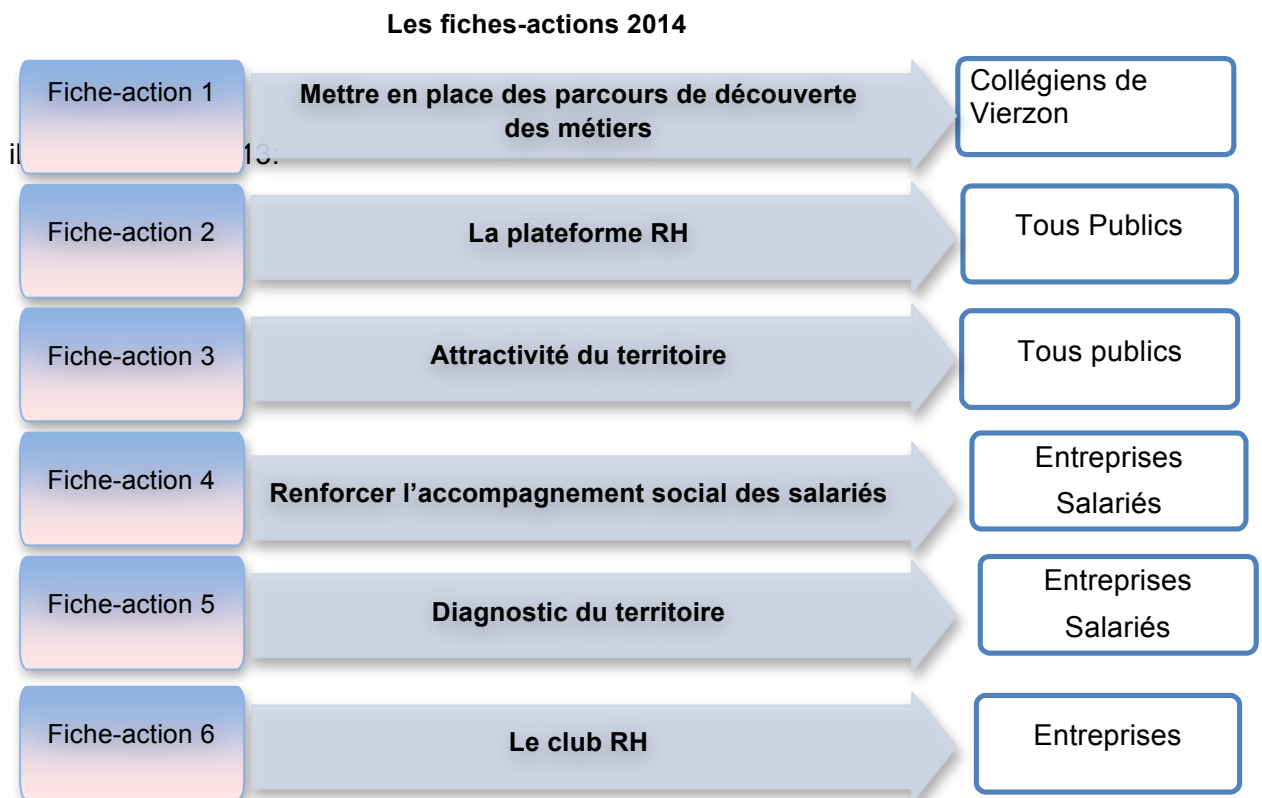 Les fiches-actions 2014
Fiche-action 1
Mettre en place des parcours de découverte
des métiers
Collégiens de
Vierzon
13:
Fiche-action 2
La plateforme RH
Tous Publics
Fiche-action 3
Attractivité du territoire
Tous publics
Fiche-action 4
Renforcer l’accompagnement social des salariés
Entreprises
Salariés
Fiche-action 5
Diagnostic du territoire
Entreprises
Salariés
Fiche-action 6
Le club RH
Entreprises